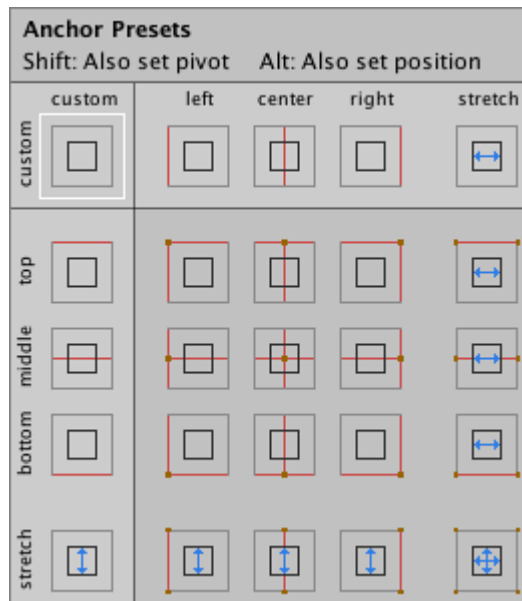 Anchor Presets
Shift: Also set pivot Alt: Also set position
custom left center right stretch
custom
top
middle
bottom
stretch